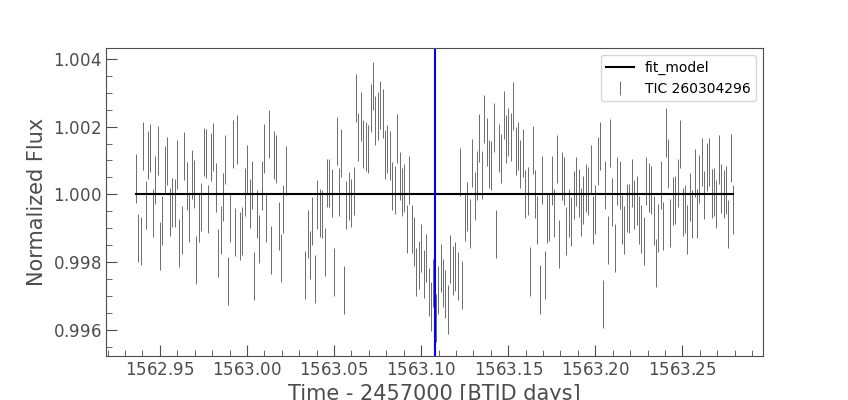 1.004
1.002
1.000
0.998
0.996
Normalized Flux
fit_model
TIC 260304296
1562.95 1563.00 1563.05 1563.10 1563.15 1563.20 1563.25
Time - 2457000 [BTJD days]